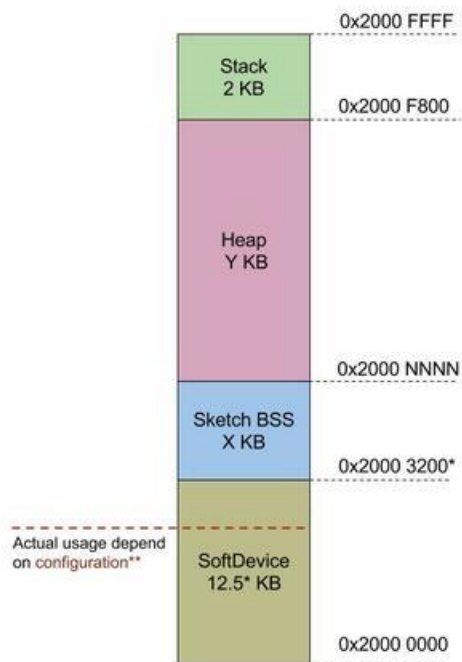 0x2000 FFFF
Stack
2 KB
0x2000 F800
Heap
Y KB
0x2000 NNNN
Sketch BSS
X KB
0x2000 3200*
Actual usage depend
on configuration**
SoftDevice
12.5* KB
0x2000 0000